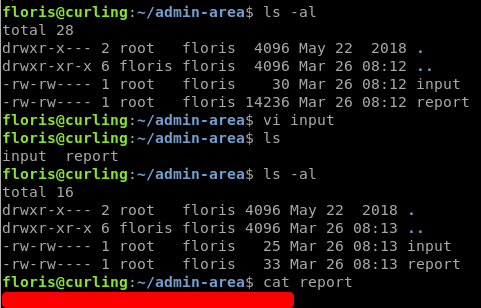 floris@curling:~/admin-area$ ls -al
total 28
drwxr-x--- 2 root   floris  4096 May 22  2018 .
drwxr-xr-x 6 floris floris  4096 Mar 26 08:12 ..
-rw-rw---- 1 root   floris    30 Mar 26 08:12 input
-rw-rw---- 1 root   floris 14236 Mar 26 08:12 report
floris@curling:~/admin-area$ vi input
floris@curling:~/admin-area$ ls
input  report
floris@curling:~/admin-area$ ls -al
total 16
drwxr-x--- 2 root   floris 4096 May 22  2018 .
drwxr-xr-x 6 floris floris 4096 Mar 26 08:13 ..
-rw-rw---- 1 root   floris   25 Mar 26 08:13 input
-rw-rw---- 1 root   floris   33 Mar 26 08:13 report
floris@curling:~/admin-area$ cat report